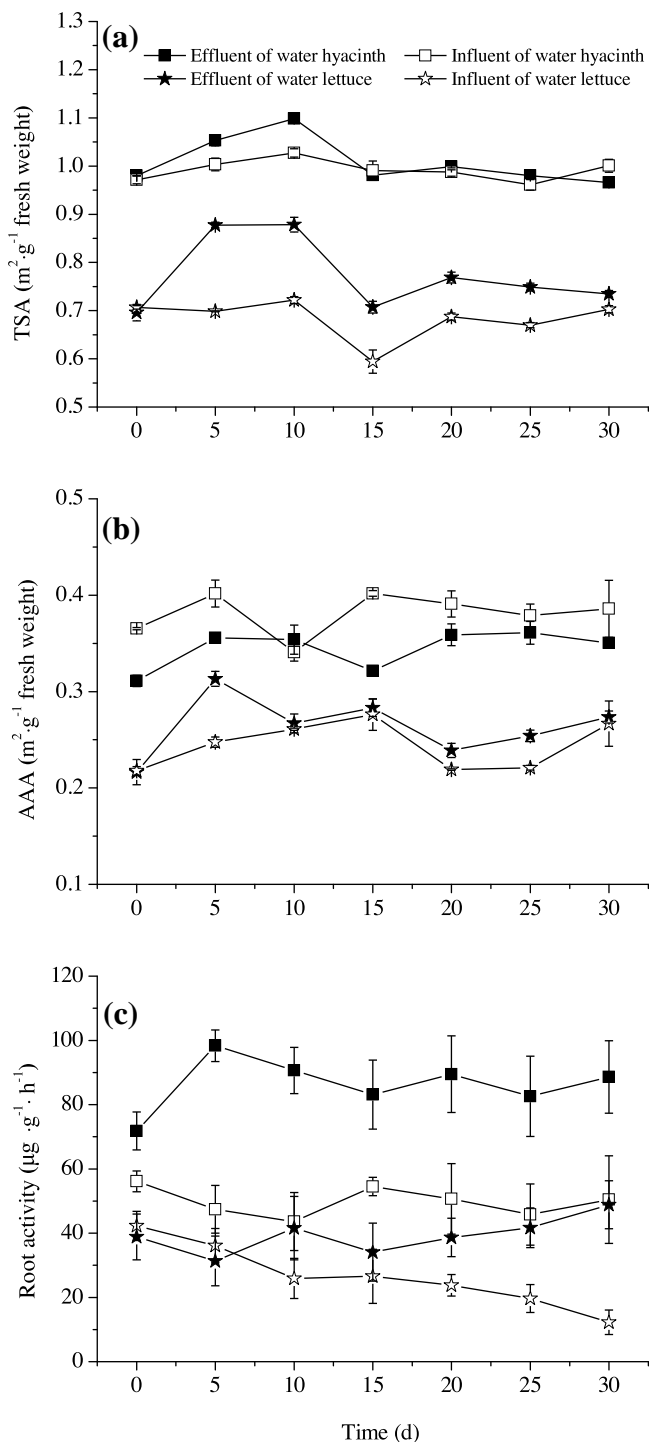 (a)
Effluent of water hyacinth Influent of water hyacinth
Effluent of water lettuce Influent of water lettuce
TSA (m²·g⁻¹ fresh weight)
1.3
1.2
1.1
1.0
0.9
0.8
0.7
0.6
0.5
0 5 10 15 20 25 30
(b)
AAA (m²·g⁻¹ fresh weight)
0.5
0.4
0.3
0.2
0.1
0 5 10 15 20 25 30
(c)
Root activity (μg ·g⁻¹· h⁻¹)
120
100
80
60
40
20
0
0 5 10 15 20 25 30
Time (d)